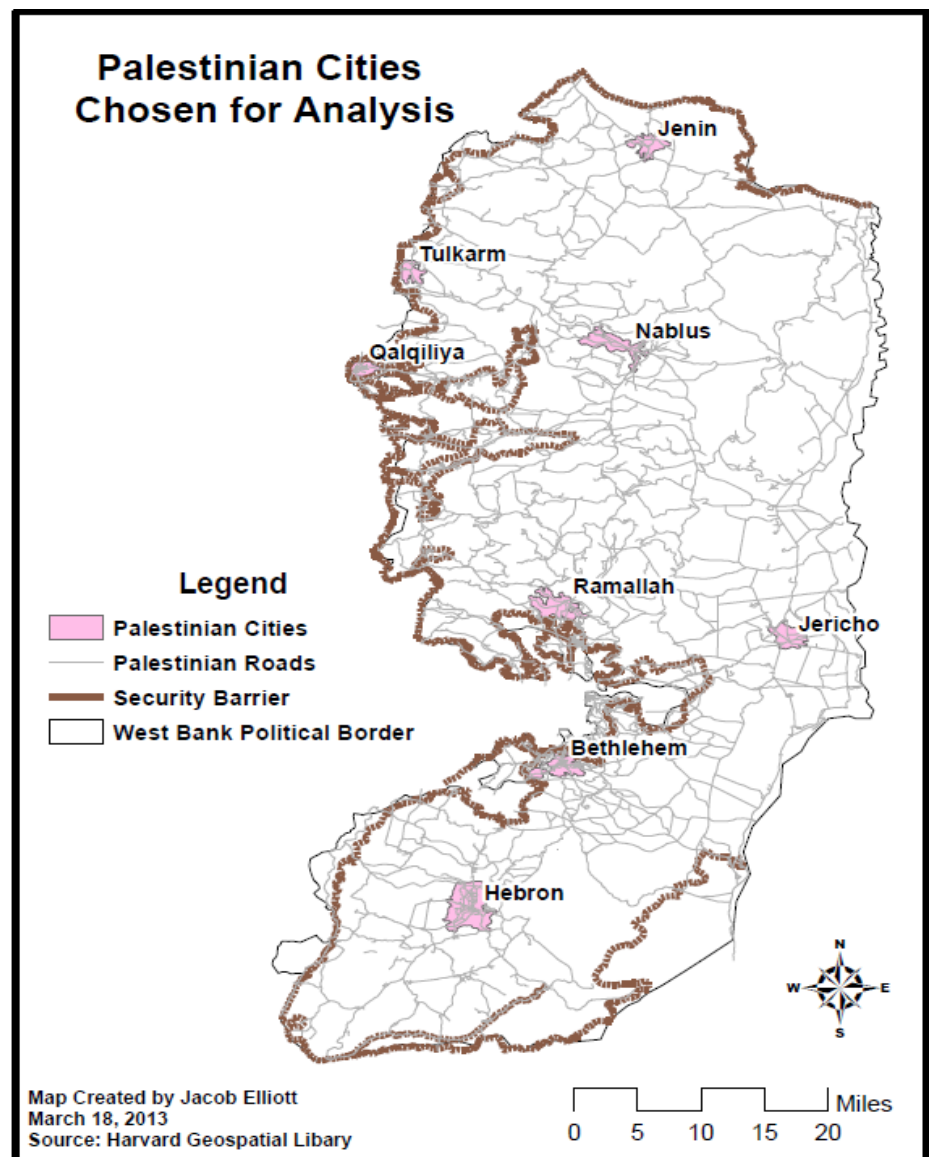 Palestinian Cities
Chosen for Analysis
Jenin
Tulkarm
Nablus
Qalqiliya
Ramallah
Jericho
Bethlehem
Hebron
Legend
Palestinian Cities
Palestinian Roads
Security Barrier
West Bank Political Border
N
W E
S
Map Created by Jacob Elliott
March 18, 2013
Source: Harvard Geospatial Libary
Miles
0 5 10 15 20